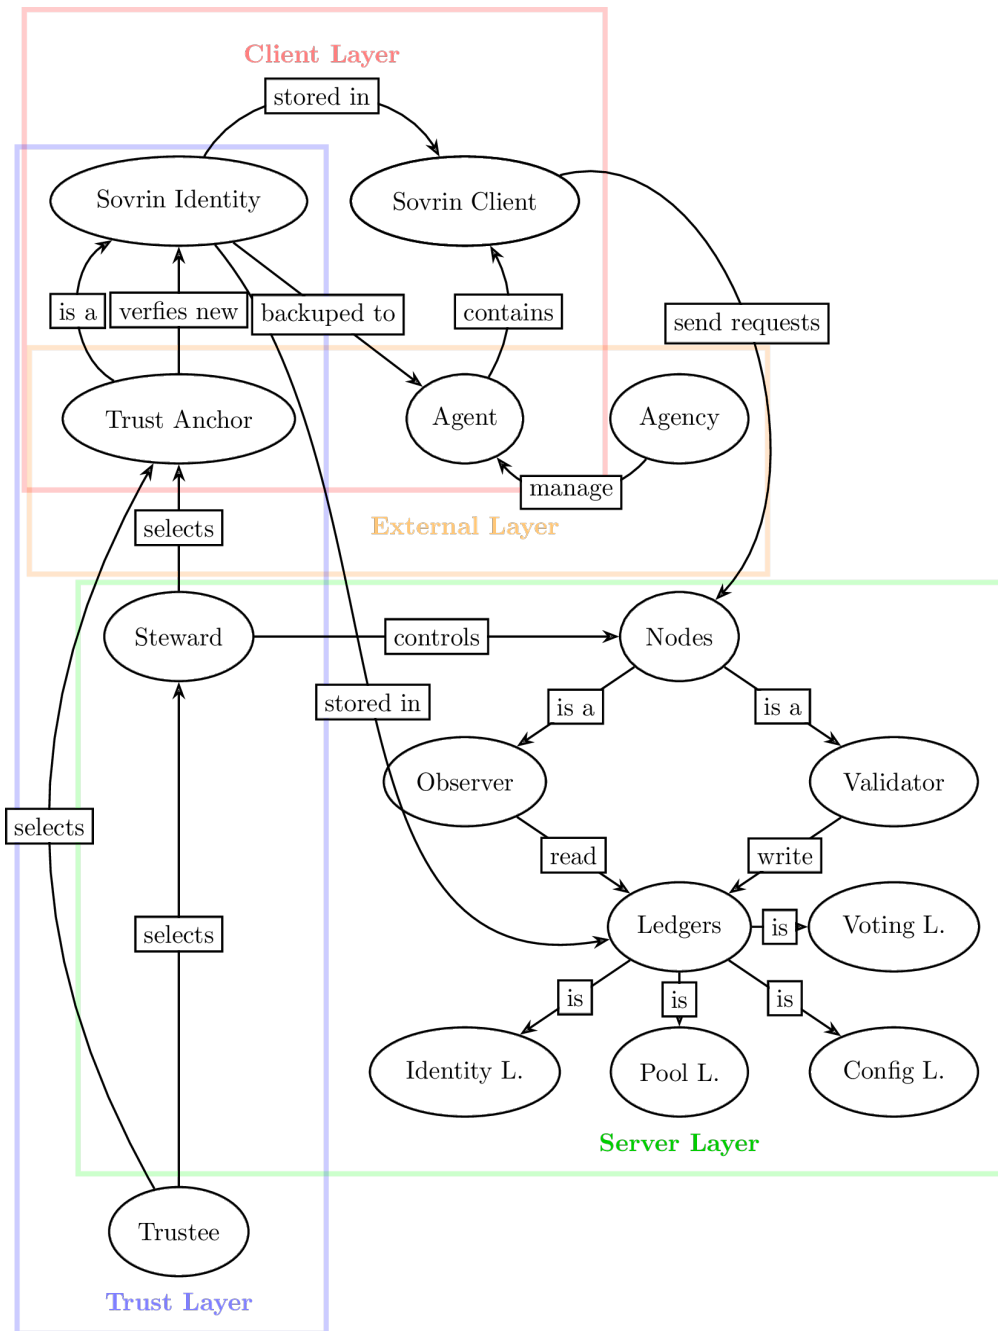 Client Layer
stored in
Sovrin Identity
Sovrin Client
is a
verfies new
backuped to
contains
send requests
Trust Anchor
Agent
Agency
manage
selects
External Layer
Steward
controls
Nodes
stored in
is a
is a
Observer
Validator
selects
read
write
selects
Ledgers
is
Voting L.
is
is
is
Identity L.
Pool L.
Config L.
Server Layer
Trustee
Trust Layer